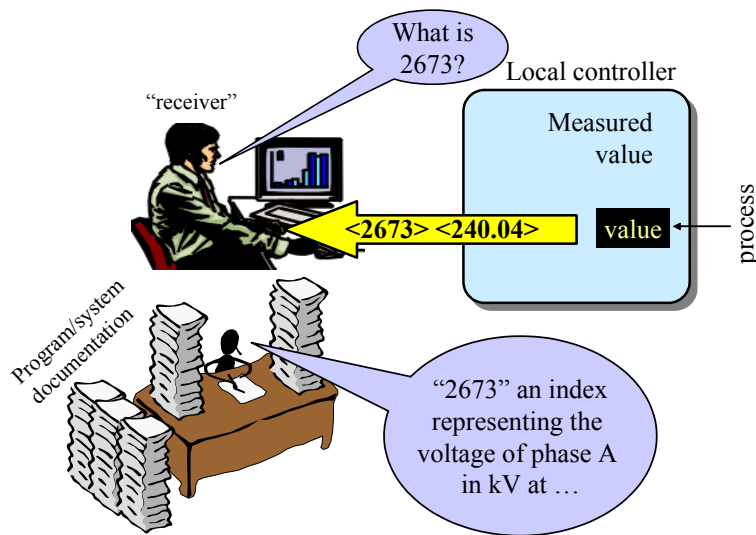 What is
2673?
Local controller
“receiver”
Measured
value
<2673> <240.04>
value
process
Program/system
documentation
“2673” an index
representing the
voltage of phase A
in kV at …